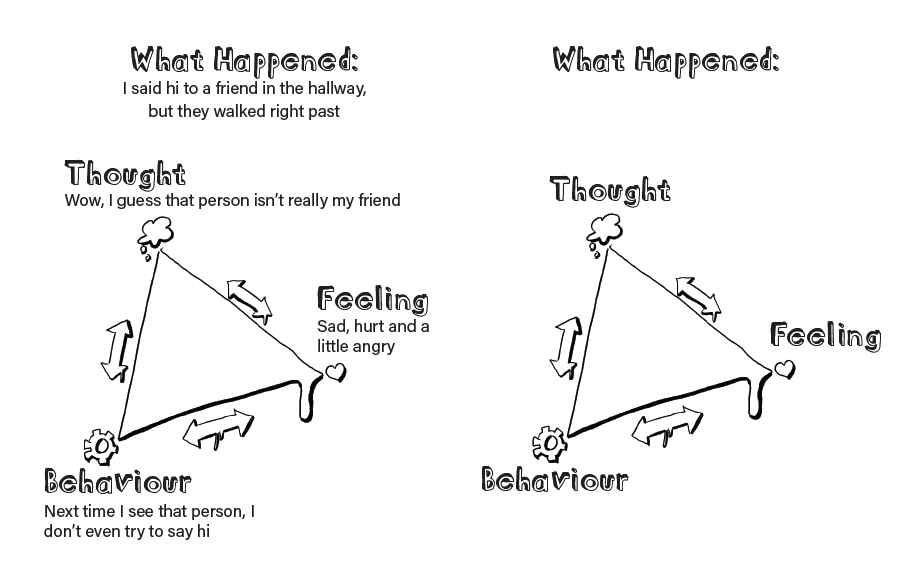 What Happened:
I said hi to a friend in the hallway,
but they walked right past
Thought
Wow, I guess that person isn't really my friend
Feeling
Sad, hurt and a
little angry
Behaviour
Next time I see that person, I
don't even try to say hi
What Happened:
Thought
Feeling
Behaviour